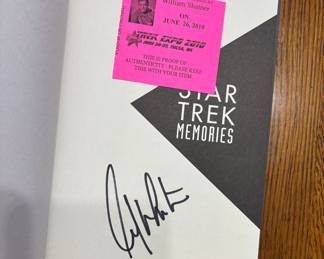 William Shatner
ON
JUNE 26, 2010
TREK EXPO 2010
THIS IS PROOF OF
AUTHENTICITY - PLEASE KEEP
THIS WITH YOUR ITEM.
STAR
TREK
MEMORIES